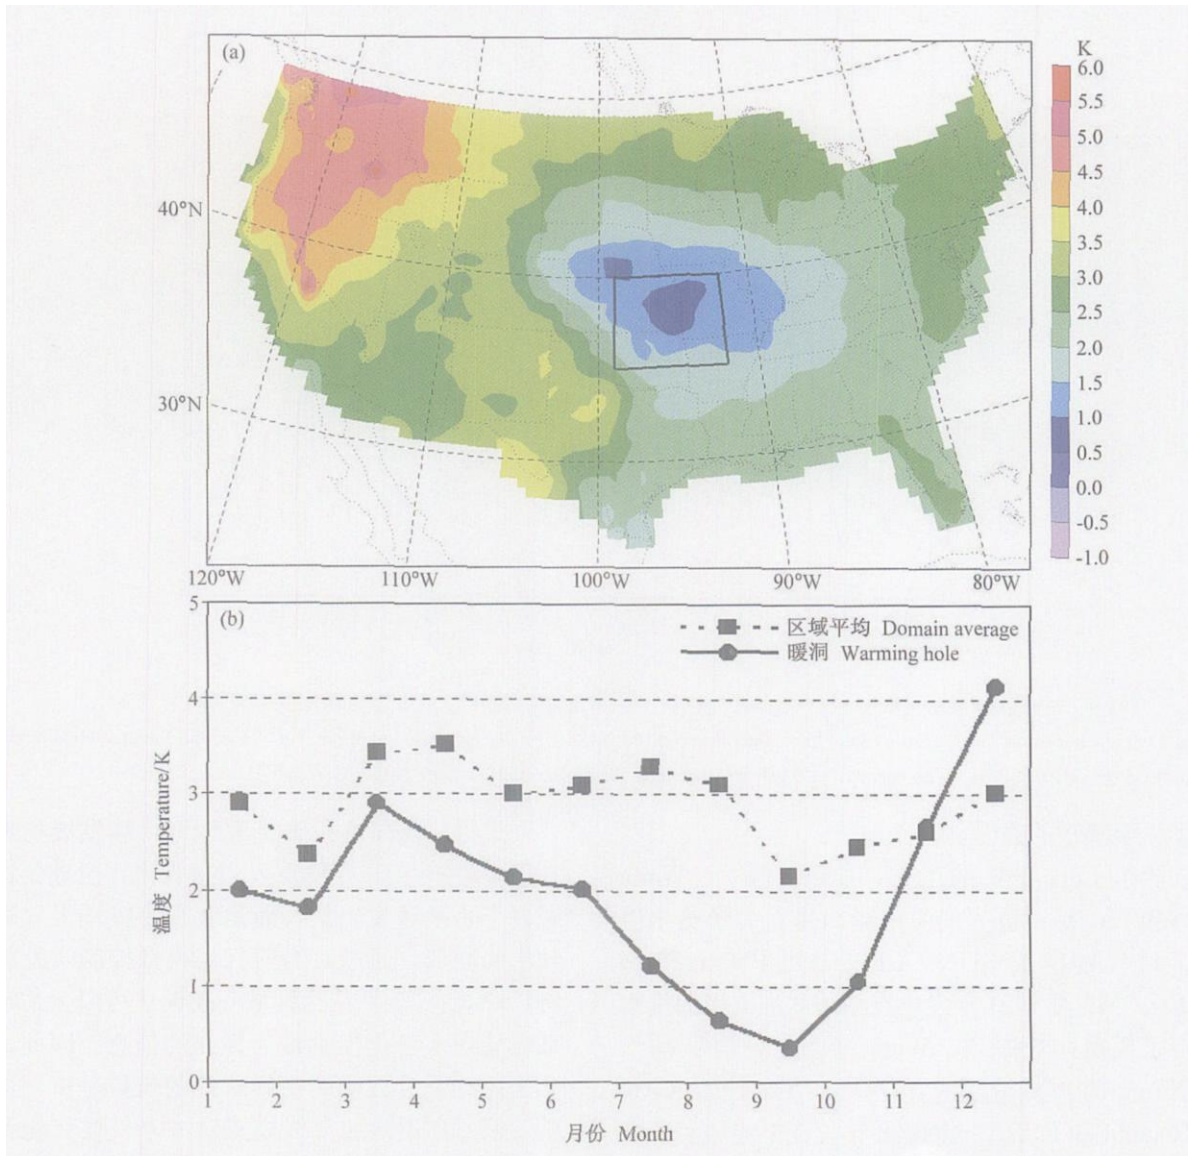 (a)
K
6.0
5.5
5.0
4.5
4.0
3.5
3.0
2.5
2.0
1.5
1.0
0.5
0.0
-0.5
-1.0
40°N
30°N
120°W 110°W 100°W 90°W 80°W
(b)
区域平均 Domain average
暖洞 Warming hole
温度 Temperature/K
5
4
3
2
1
0
1 2 3 4 5 6 7 8 9 10 11 12
月份 Month